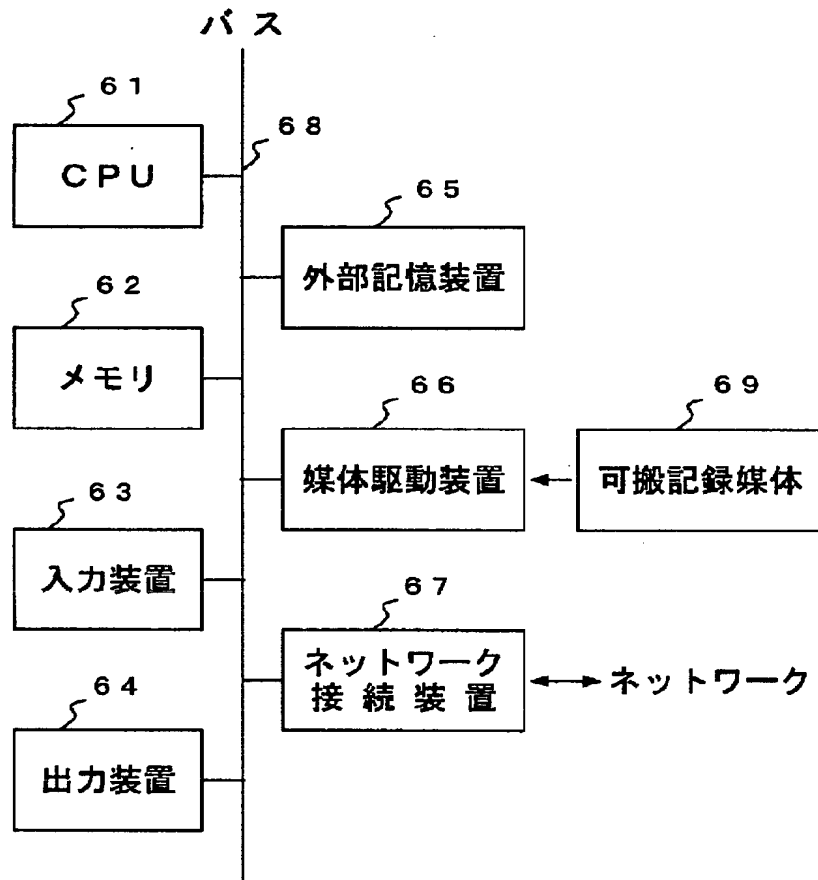 バス
61
68
CPU
65
外部記憶装置
62
メモリ
66
69
媒体駆動装置
可搬記録媒体
63
入力装置
67
ネットワーク
接続装置
ネットワーク
64
出力装置